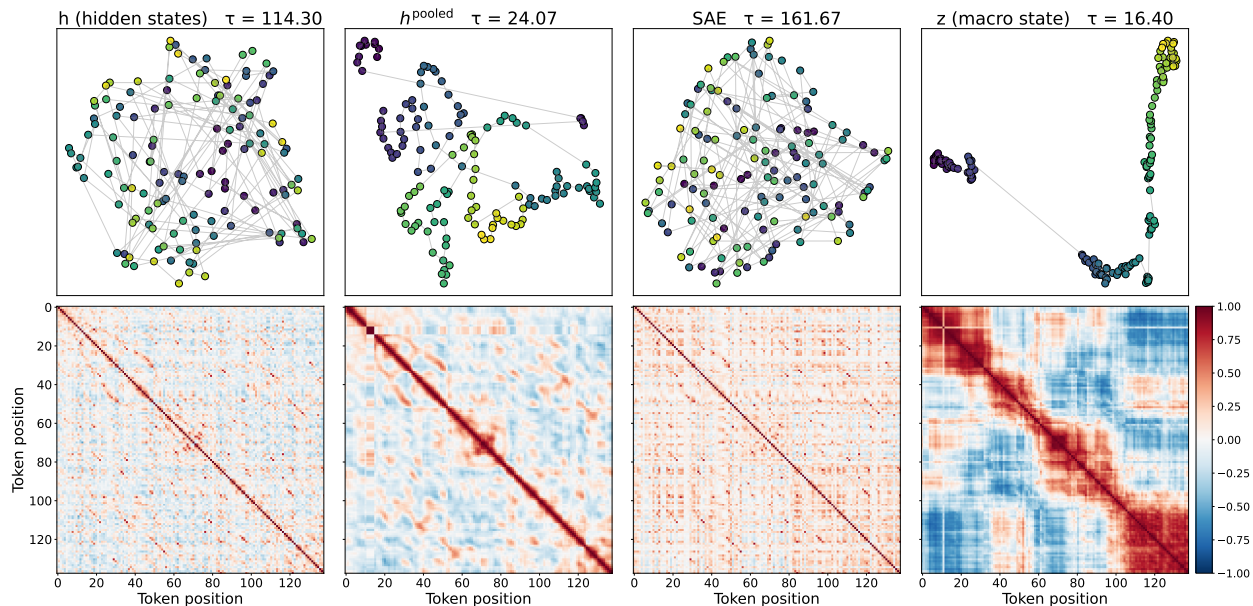 h (hidden states) τ = 114.30
h^pooled τ = 24.07
SAE τ = 161.67
z (macro state) τ = 16.40
Token position
0
20
40
60
80
100
120
0 20 40 60 80 100 120
0 20 40 60 80 100 120
0 20 40 60 80 100 120
0 20 40 60 80 100 120
Token position
Token position
Token position
Token position
1.00
0.75
0.50
0.25
0.00
−0.25
−0.50
−0.75
−1.00